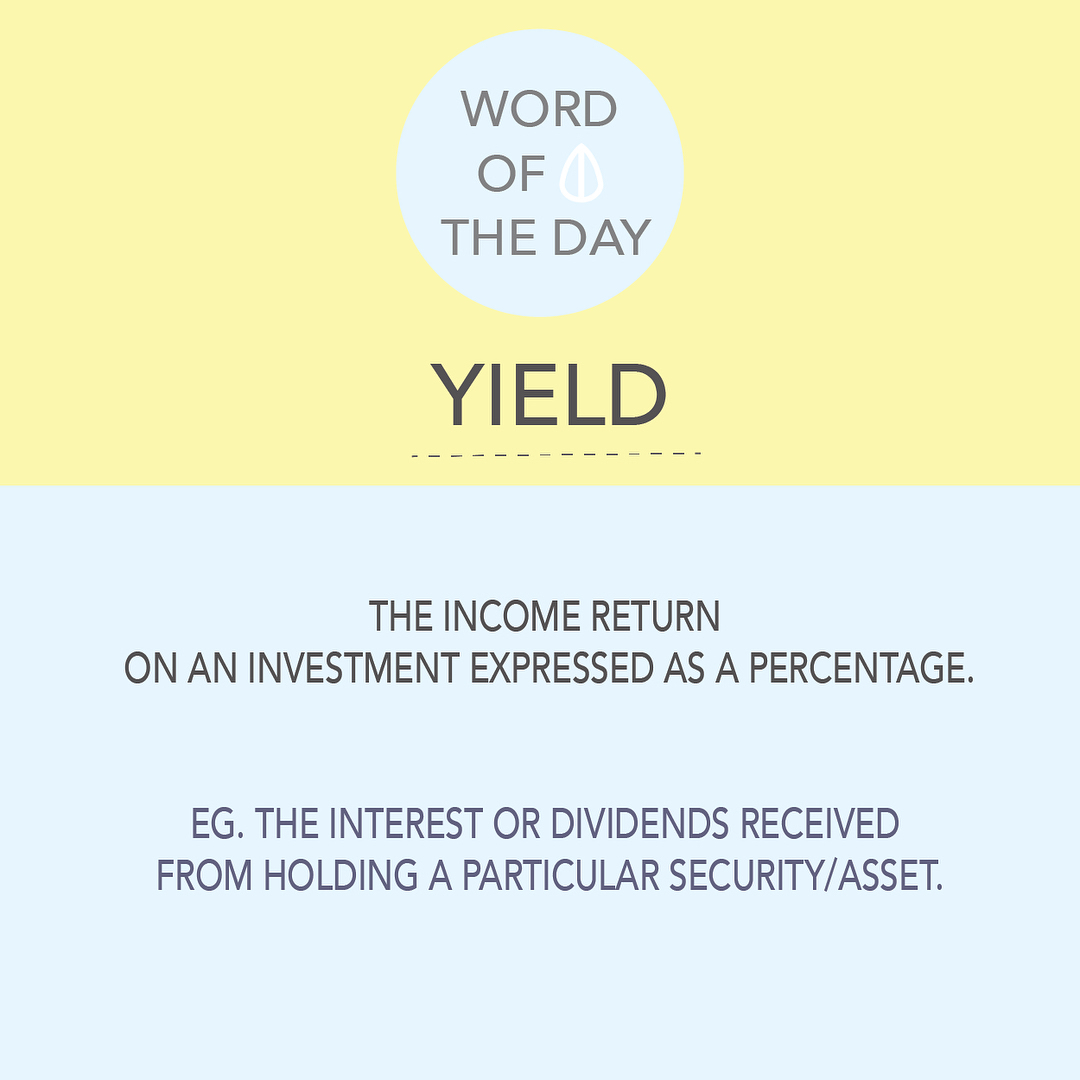 WORD
OF
THE DAY
YIELD
THE INCOME RETURN
ON AN INVESTMENT EXPRESSED AS A PERCENTAGE.
EG. THE INTEREST OR DIVIDENDS RECEIVED
FROM HOLDING A PARTICULAR SECURITY/ASSET.